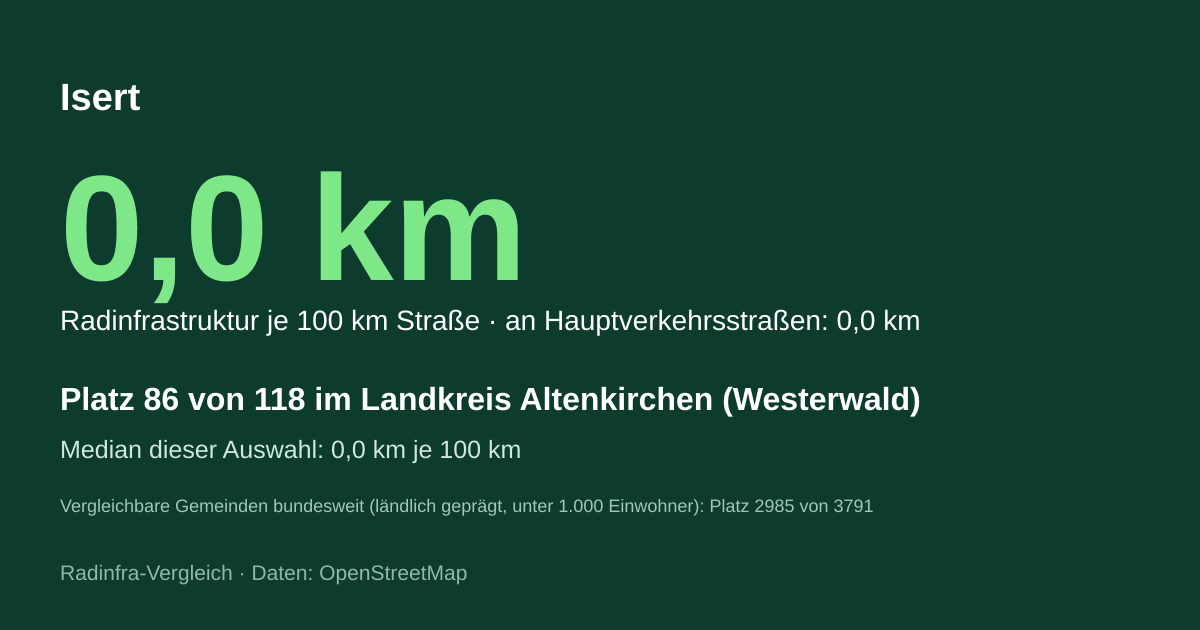 Isert
0,0 km
Radinfrastruktur je 100 km Straße · an Hauptverkehrsstraßen: 0,0 km
Platz 86 von 118 im Landkreis Altenkirchen (Westerwald)
Median dieser Auswahl: 0,0 km je 100 km
Vergleichbare Gemeinden bundesweit (ländlich geprägt, unter 1.000 Einwohner): Platz 2985 von 3791
Radinfra-Vergleich · Daten: OpenStreetMap